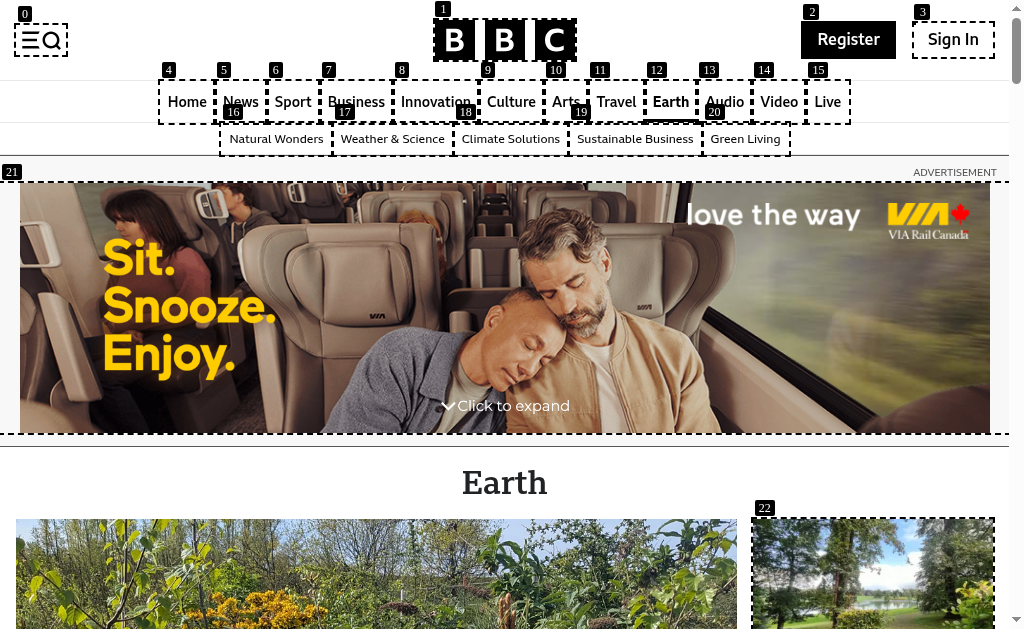 0
1
2
3
BBC
Register
Sign In
4
5
6
7
8
9
10
11
12
13
14
15
Home
News
Sport
Business
Innovation
Culture
Arts
Travel
Earth
Audio
Video
Live
16
17
18
19
20
Natural Wonders
Weather & Science
Climate Solutions
Sustainable Business
Green Living
21
ADVERTISEMENT
love the way
VIA
VIA Rail Canada
Sit.
Snooze.
Enjoy.
VIA
VIA
Click to expand
Earth
22